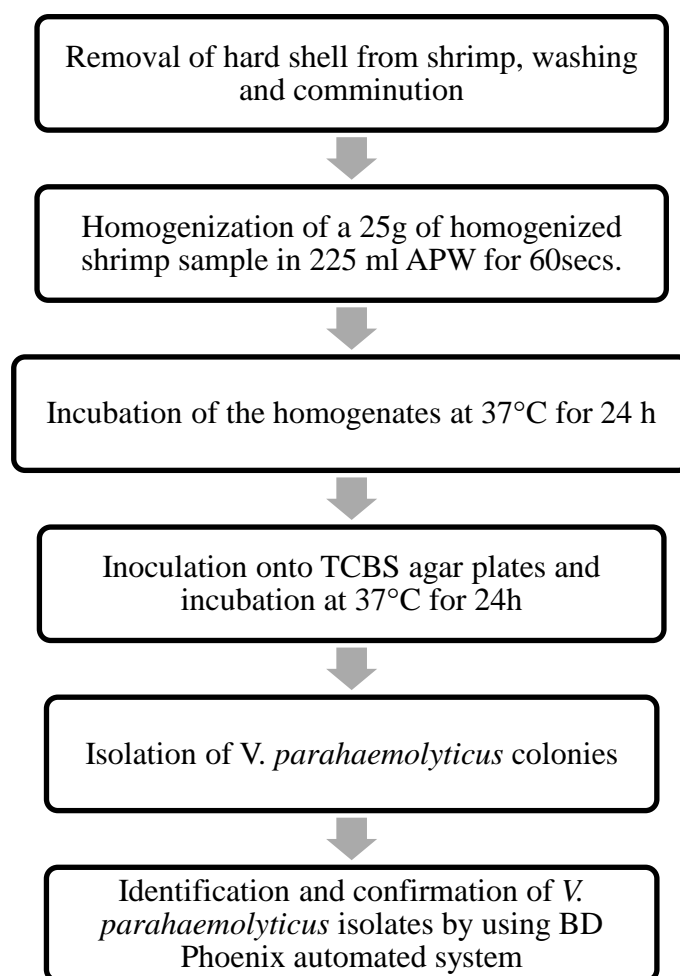 Removal of hard shell from shrimp, washing
and comminution
Homogenization of a 25g of homogenized
shrimp sample in 225 ml APW for 60secs.
Incubation of the homogenates at 37°C for 24 h
Inoculation onto TCBS agar plates and
incubation at 37°C for 24h
Isolation of V. parahaemolyticus colonies
Identification and confirmation of V.
parahaemolyticus isolates by using BD
Phoenix automated system